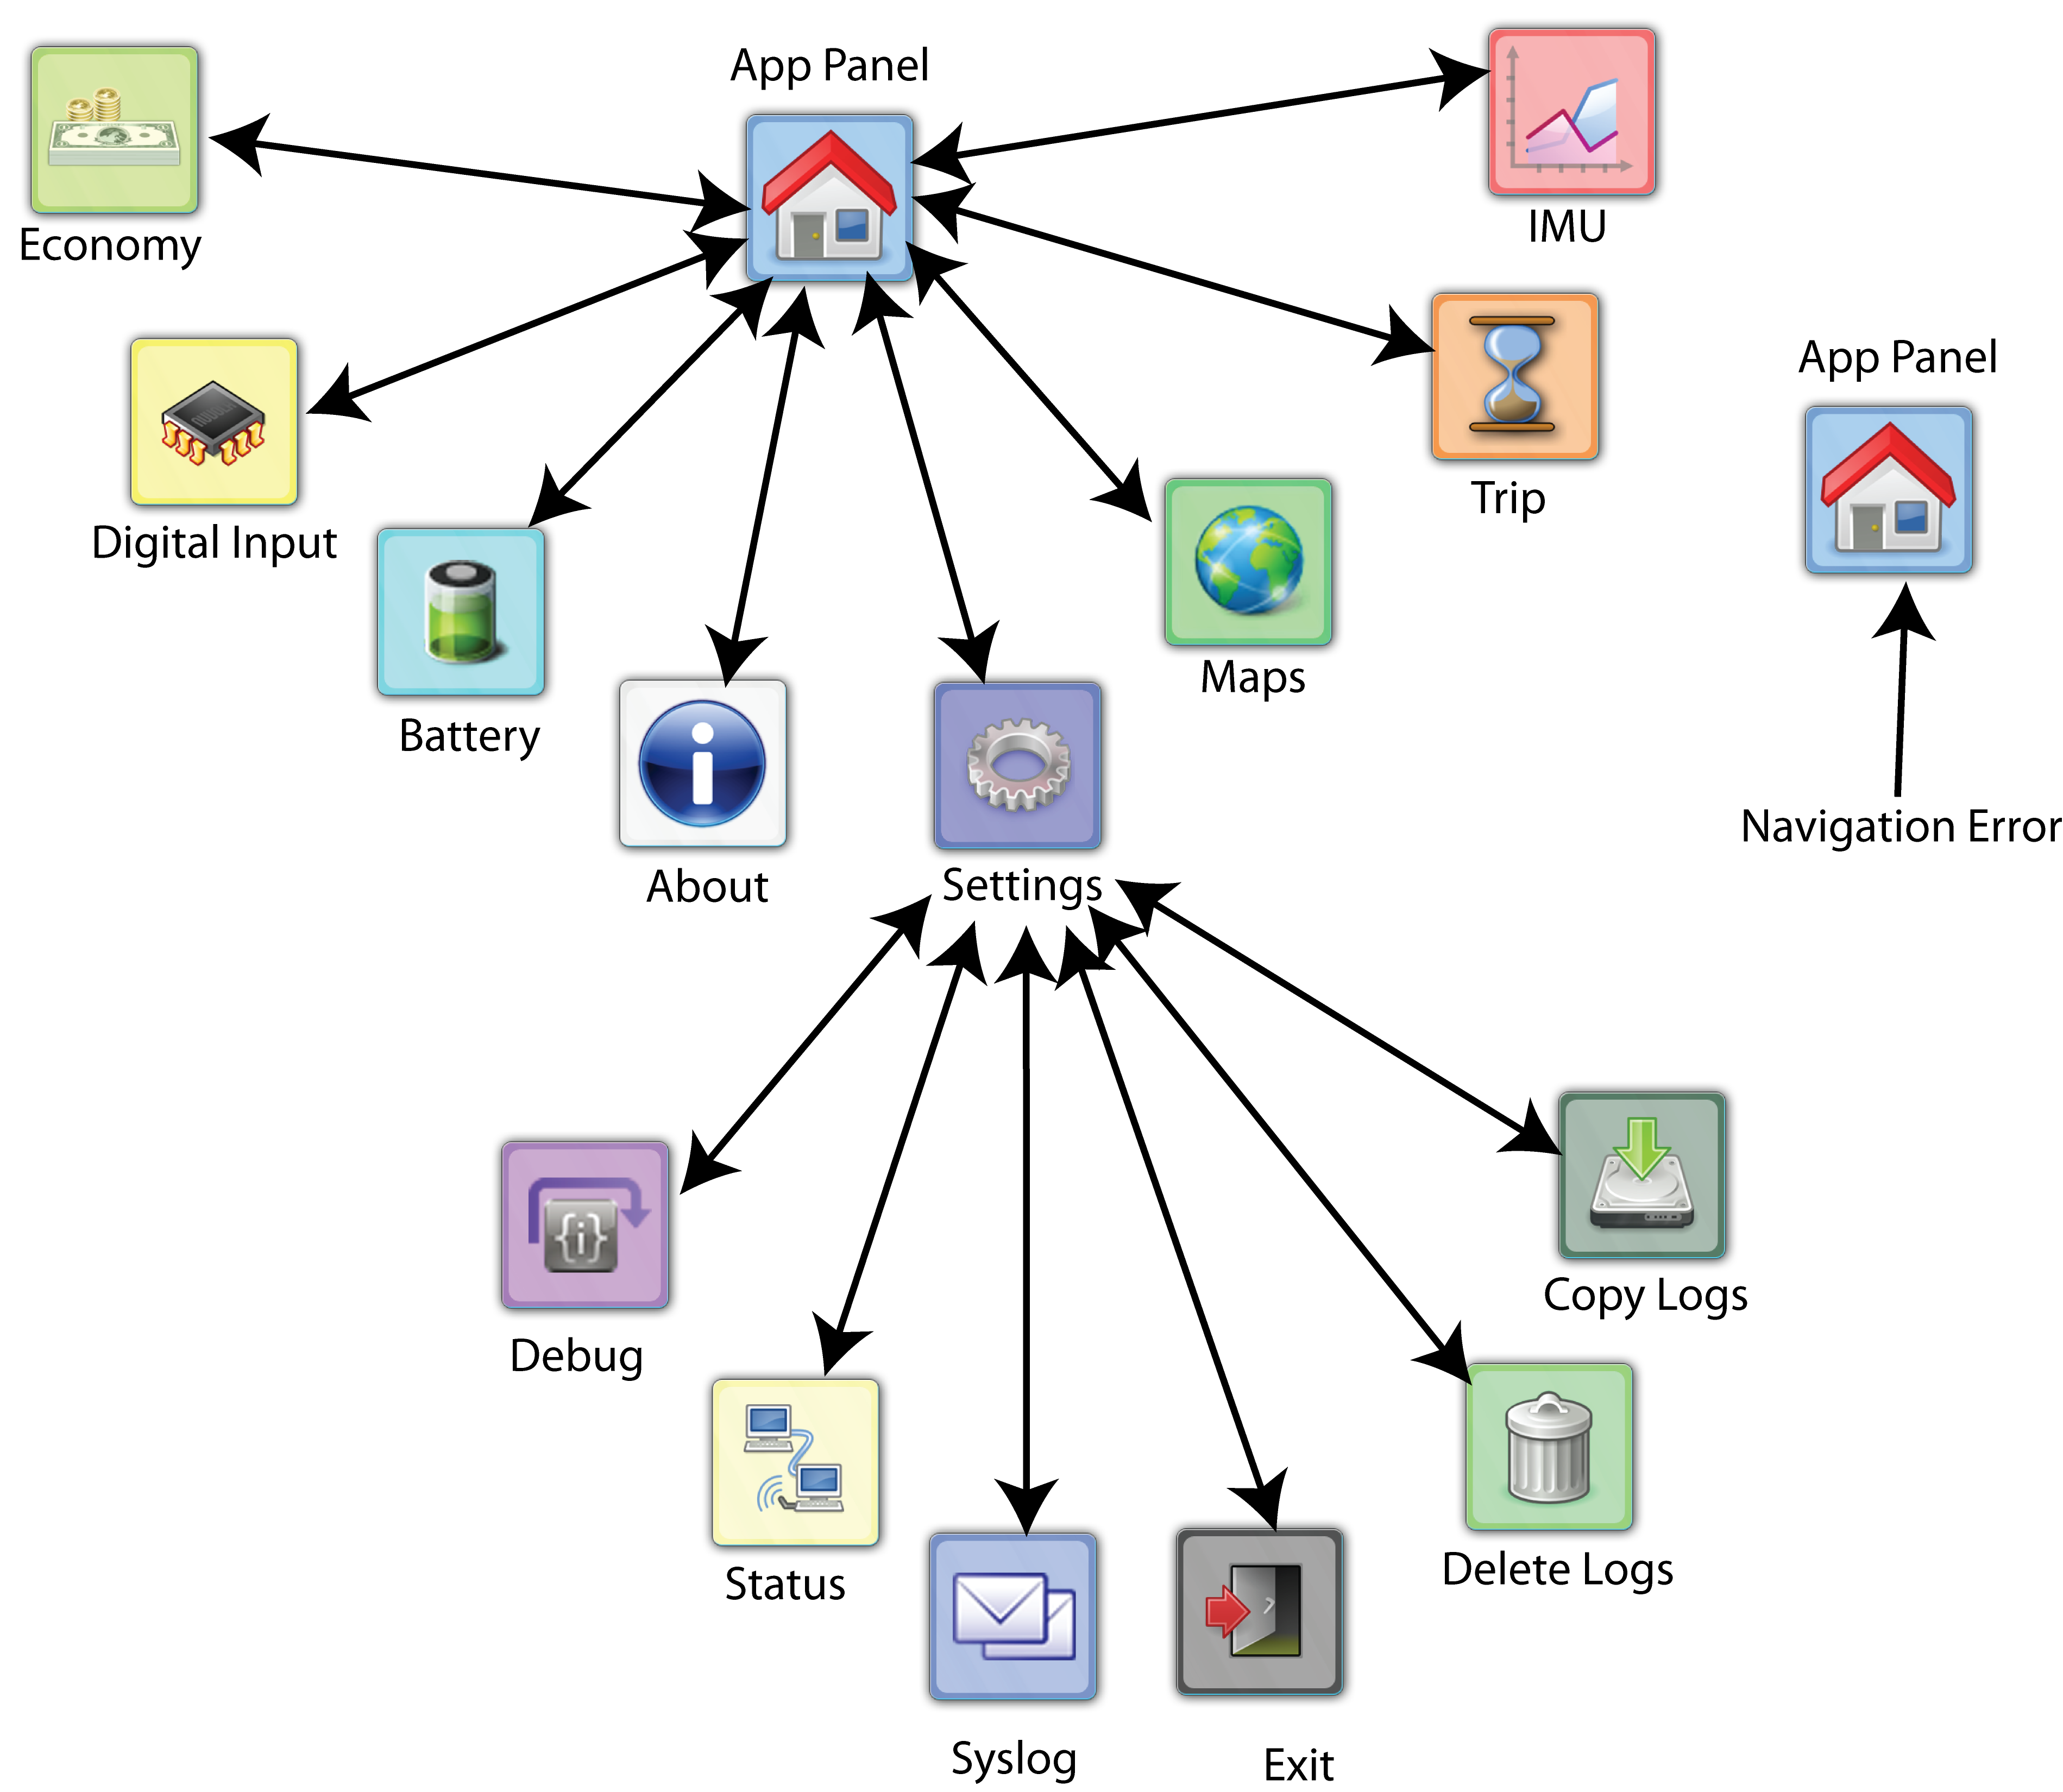 App Panel
Economy
IMU
Digital Input
Trip
App Panel
Battery
Maps
About
Settings
Navigation Error
Debug
Copy Logs
Status
Delete Logs
Syslog
Exit